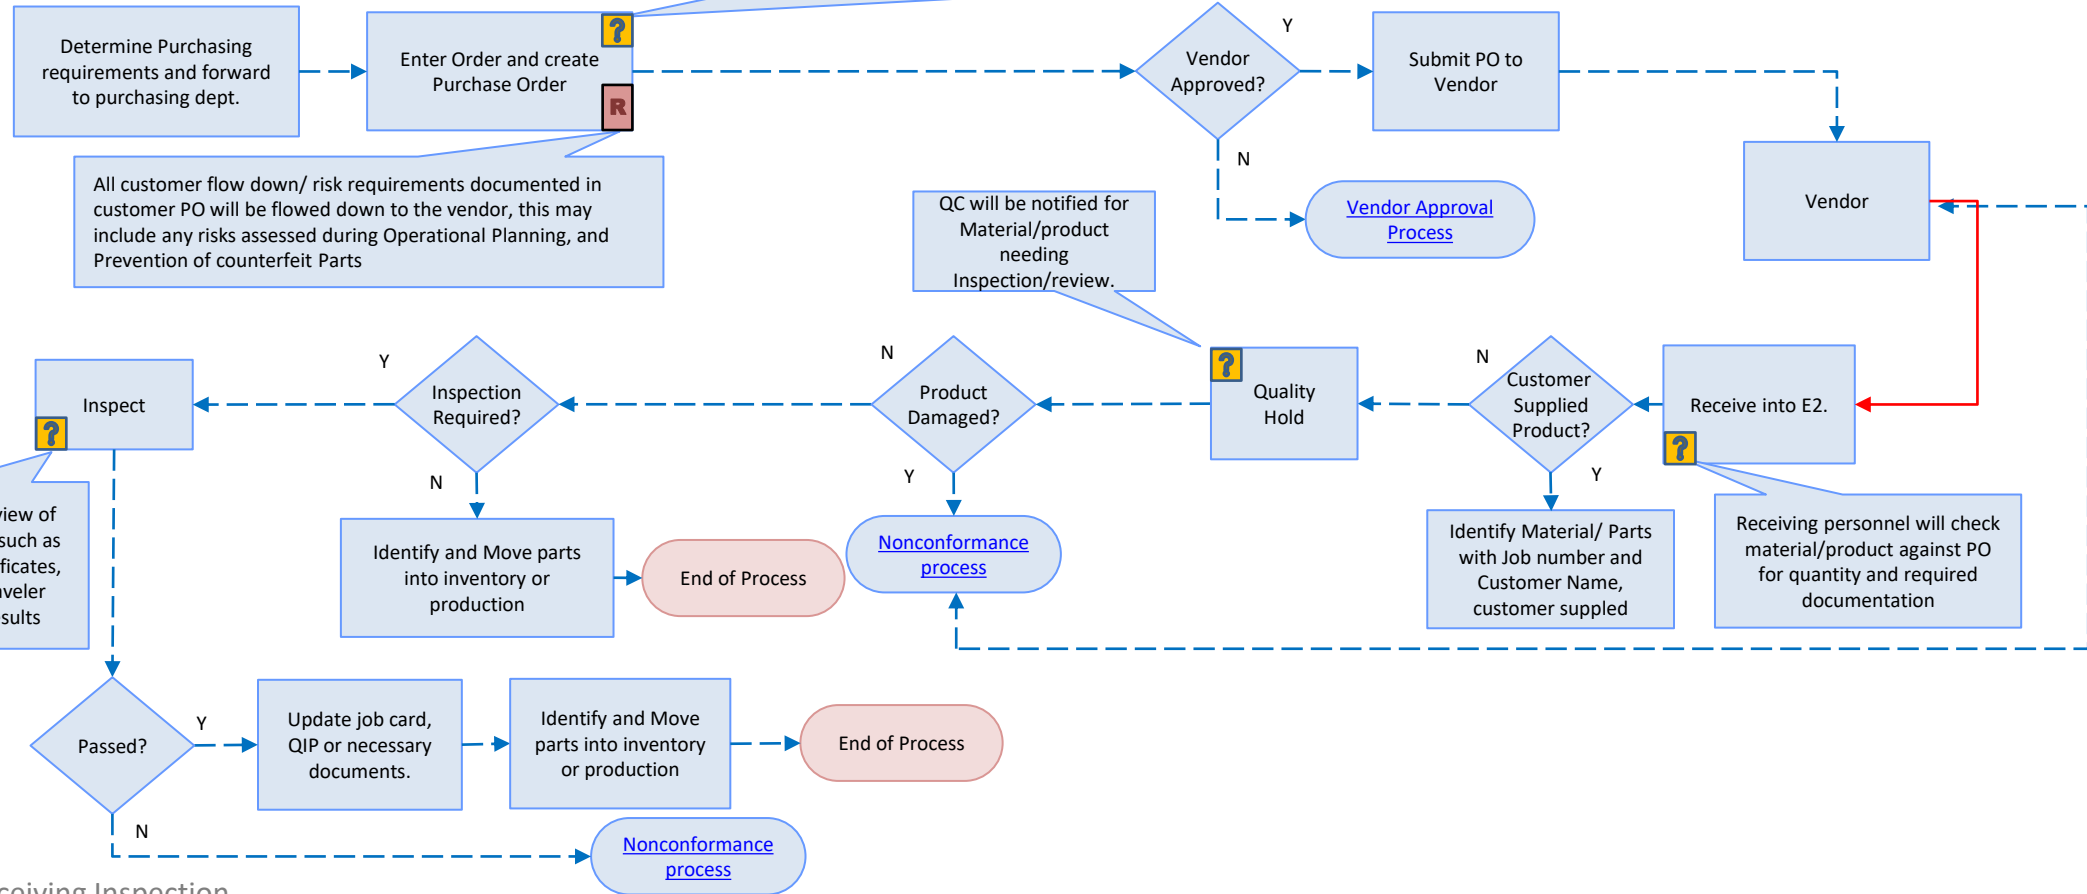 Determine Purchasing
requirements and forward
to purchasing dept.
?
Enter Order and create
Purchase Order
R
Vendor
Approved?
Y
N
Submit PO to
Vendor
Vendor
Vendor Approval
Process
All customer flow down/ risk requirements documented in
customer PO will be flowed down to the vendor, this may
include any risks assessed during Operational Planning, and
Prevention of counterfeit Parts
QC will be notified for
Material/product
needing
Inspection/review.
Receive into E2.
?
Receiving personnel will check
material/product against PO
for quantity and required
documentation
Customer
Supplied
Product?
N
Y
Identify Material/ Parts
with Job number and
Customer Name,
customer suppled
?
Quality
Hold
Product
Damaged?
N
Y
Nonconformance
process
Inspection
Required?
Y
N
Identify and Move parts
into inventory or
production
End of Process
Inspect
?
of
such as
Passed?
Y
N
Update job card,
QIP or necessary
documents.
Identify and Move
parts into inventory
or production
End of Process
Nonconformance
process
Inspection